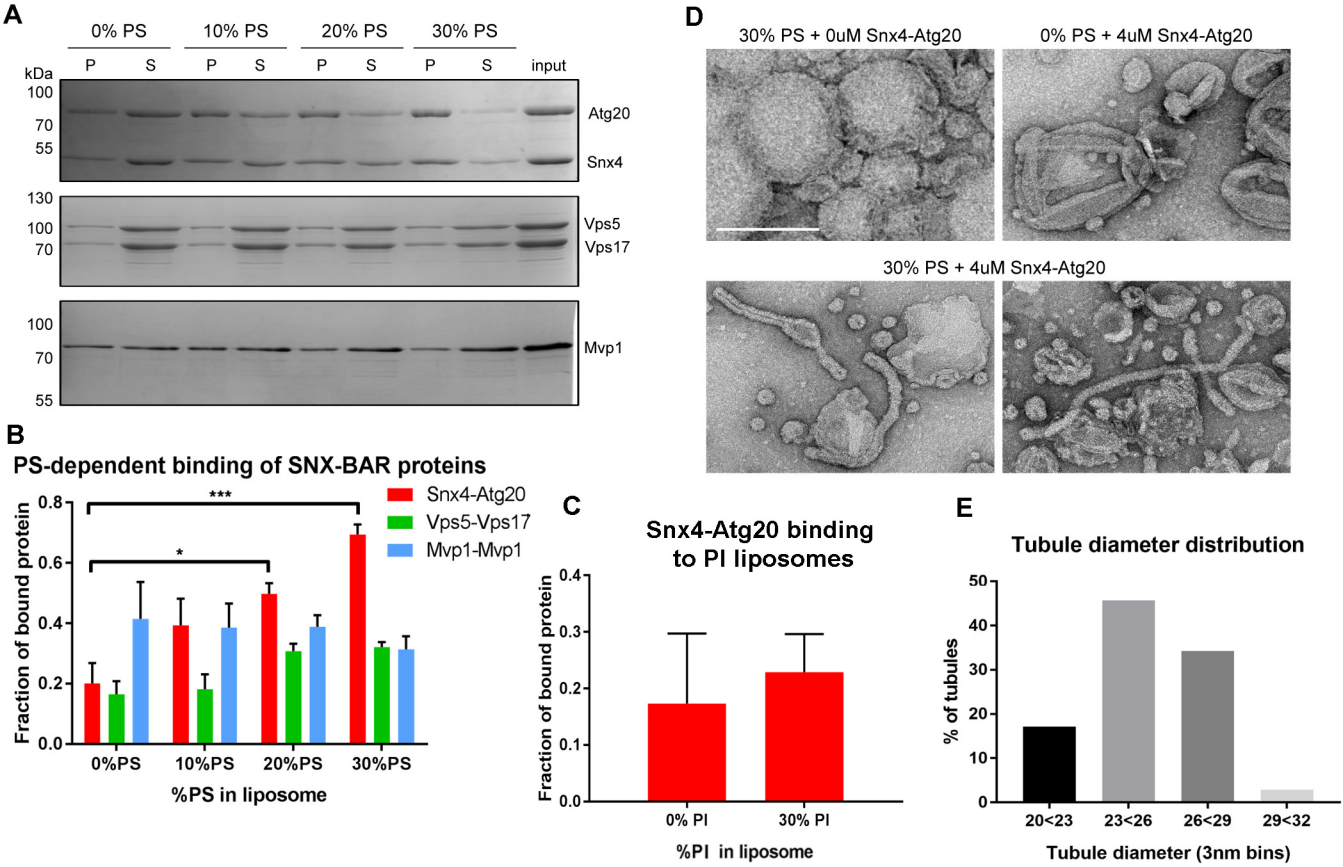 A
0% PS 10% PS 20% PS 30% PS
P S P S P S P S input
kDa
100
70
55
Atg20
Snx4
130
100
70
Vps5
Vps17
100
70
55
Mvp1
B
PS-dependent binding of SNX-BAR proteins
Fraction of bound protein
0.8
0.6
0.4
0.2
0.0
***
*
Snx4-Atg20
Vps5-Vps17
Mvp1-Mvp1
0%PS 10%PS 20%PS 30%PS
%PS in liposome
C
Snx4-Atg20 binding
to PI liposomes
Fraction of bound protein
0.4
0.3
0.2
0.1
0.0
0% PI 30% PI
%PI in liposome
D
30% PS + 0uM Snx4-Atg20
0% PS + 4uM Snx4-Atg20
30% PS + 4uM Snx4-Atg20
E
Tubule diameter distribution
% of tubules
50
40
30
20
10
0
20<23 23<26 26<29 29<32
Tubule diameter (3nm bins)